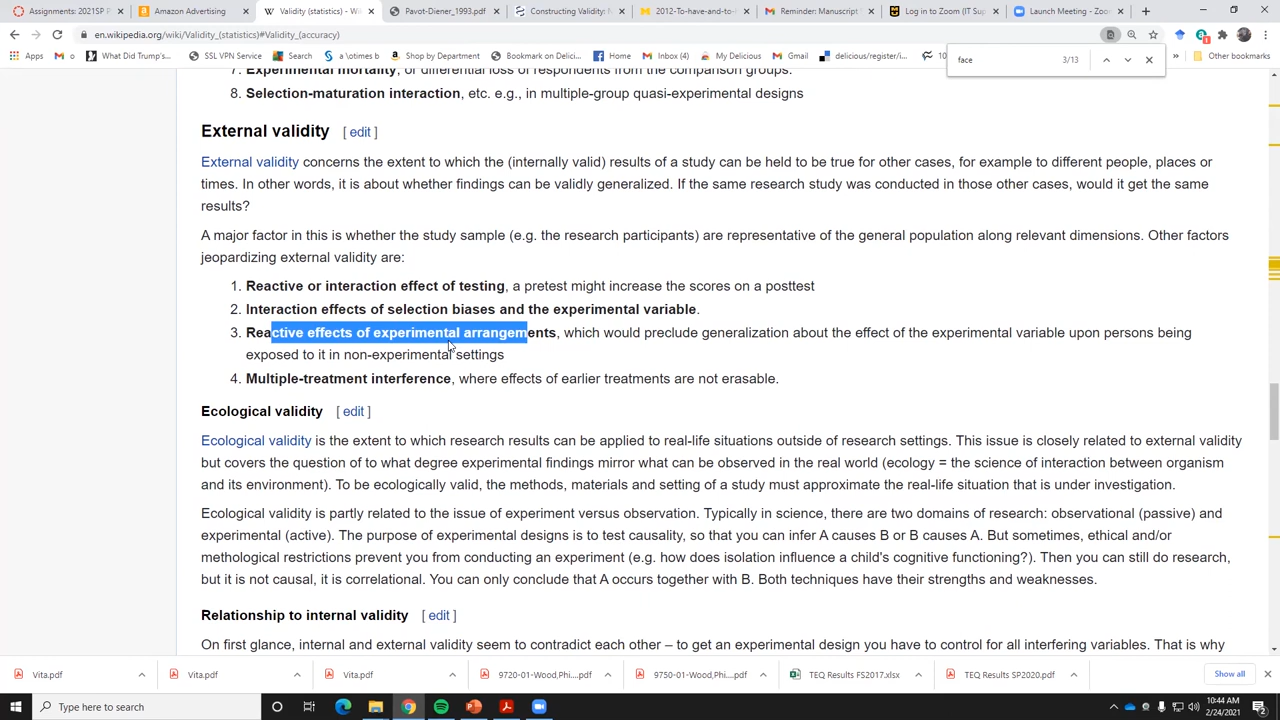 Assignments: 2021SP i
Amazon Advertising
Validity (statistics) - Wi
Pavot-Diener_1993.pdf
Constructing Validity: N
2012-To-have-and-to-
Reminder: Manuscript
Log in to Zoom (IT Sup
Launch Meeting - Zoo
en.wikipedia.org/wiki/Validity_(statistics)#Validity_(accuracy)
Apps
What Did Trump's...
SSL VPN Service
Search
a \otimes b
Shop by Department
Bookmark on Delici...
Home
Inbox (4)
My Delicious
Gmail
delicious/register/i...
10
Other bookmarks
face 3/13
7. Experimental mortality, or differential loss of respondents from the comparison groups.
8. Selection-maturation interaction, etc. e.g., in multiple-group quasi-experimental designs
External validity [ edit ]
External validity concerns the extent to which the (internally valid) results of a study can be held to be true for other cases, for example to different people, places or
times. In other words, it is about whether findings can be validly generalized. If the same research study was conducted in those other cases, would it get the same
results?
A major factor in this is whether the study sample (e.g. the research participants) are representative of the general population along relevant dimensions. Other factors
jeopardizing external validity are:
1. Reactive or interaction effect of testing, a pretest might increase the scores on a posttest
2. Interaction effects of selection biases and the experimental variable.
3. Reactive effects of experimental arrangements, which would preclude generalization about the effect of the experimental variable upon persons being
exposed to it in non-experimental settings
4. Multiple-treatment interference, where effects of earlier treatments are not erasable.
Ecological validity [ edit ]
Ecological validity is the extent to which research results can be applied to real-life situations outside of research settings. This issue is closely related to external validity
but covers the question of to what degree experimental findings mirror what can be observed in the real world (ecology = the science of interaction between organism
and its environment). To be ecologically valid, the methods, materials and setting of a study must approximate the real-life situation that is under investigation.
Ecological validity is partly related to the issue of experiment versus observation. Typically in science, there are two domains of research: observational (passive) and
experimental (active). The purpose of experimental designs is to test causality, so that you can infer A causes B or B causes A. But sometimes, ethical and/or
methological restrictions prevent you from conducting an experiment (e.g. how does isolation influence a child's cognitive functioning?). Then you can still do research,
but it is not causal, it is correlational. You can only conclude that A occurs together with B. Both techniques have their strengths and weaknesses.
Relationship to internal validity [ edit ]
On first glance, internal and external validity seem to contradict each other – to get an experimental design you have to control for all interfering variables. That is why
Vita.pdf
Vita.pdf
Vita.pdf
9720-01-Wood,Phi....pdf
9750-01-Wood,Phi....pdf
TEQ Results FS2017.xlsx
TEQ Results SP2020.pdf
Show all
Type here to search
10:44 AM
2/24/2021
2